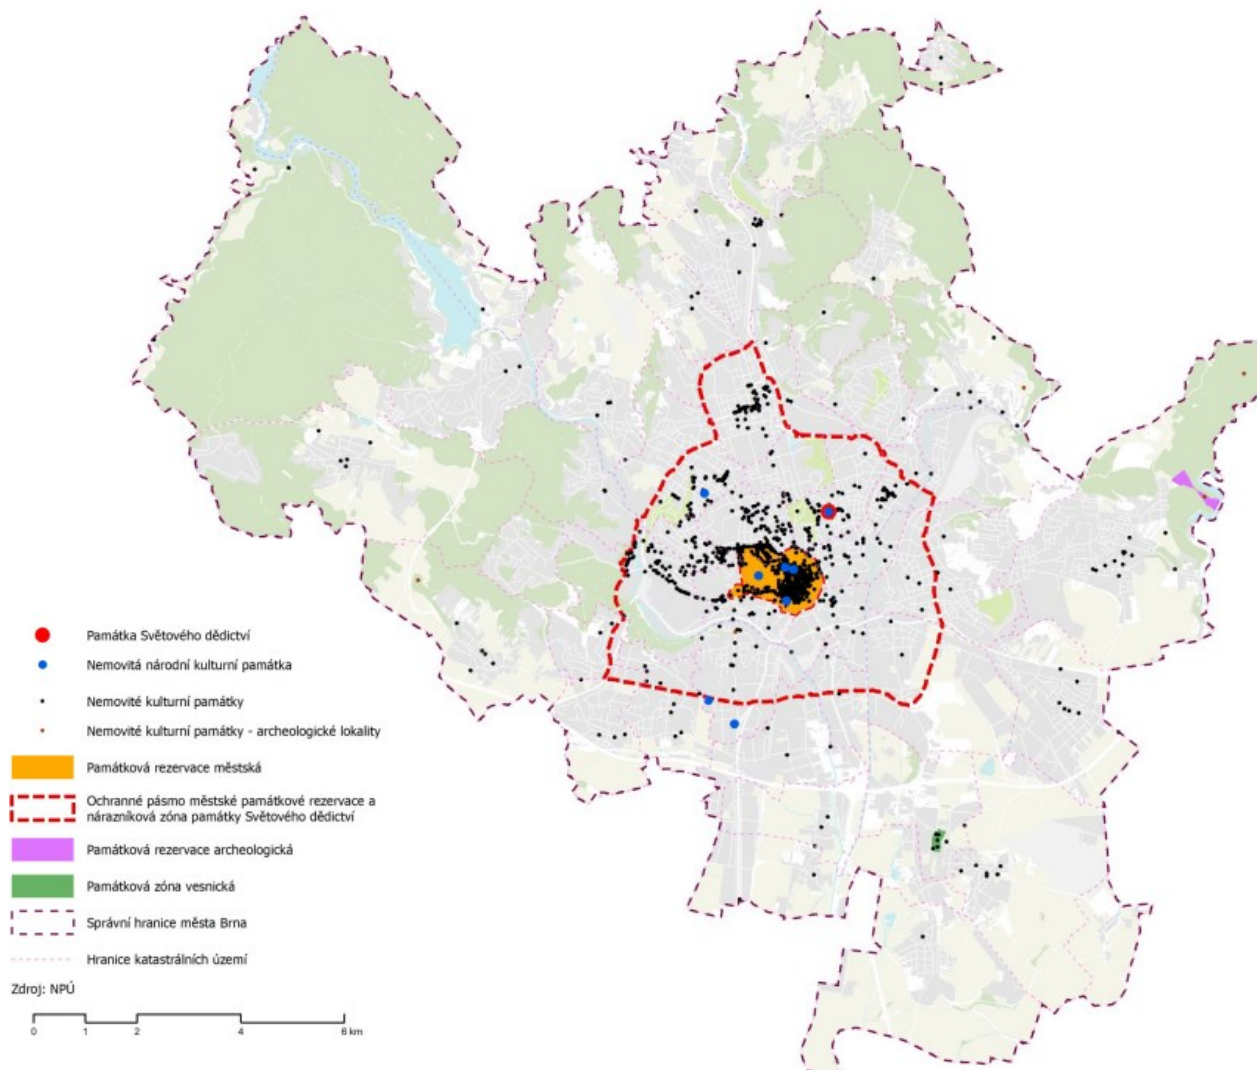 Památka Světového dědictví
Nemovitá národní kulturní památka
Nemovité kulturní památky
Nemovité kulturní památky - archeologické lokality
Památková rezervace městská
Ochranné pásmo městské památkové rezervace a
nárazníková zóna památky Světového dědictví
Památková rezervace archeologická
Památková zóna vesnická
Správní hranice města Brna
Hranice katastrálních území
Zdroj: NPÚ
0 1 2 4 6 km